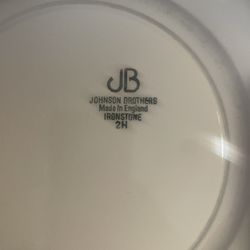 JB
JOHNSON BROTHERS
Made in England
IRONSTONE
2H